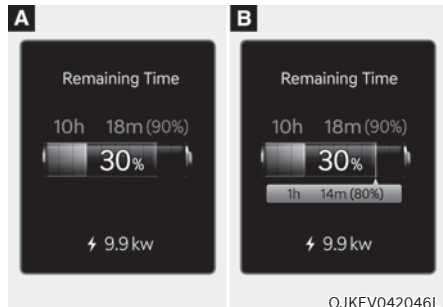 A
Remaining Time
10h 18m (90%)
30%
9.9 kw
B
Remaining Time
10h 18m (90%)
30%
1h 14m (80%)
9.9 kw
OJKEV042046L